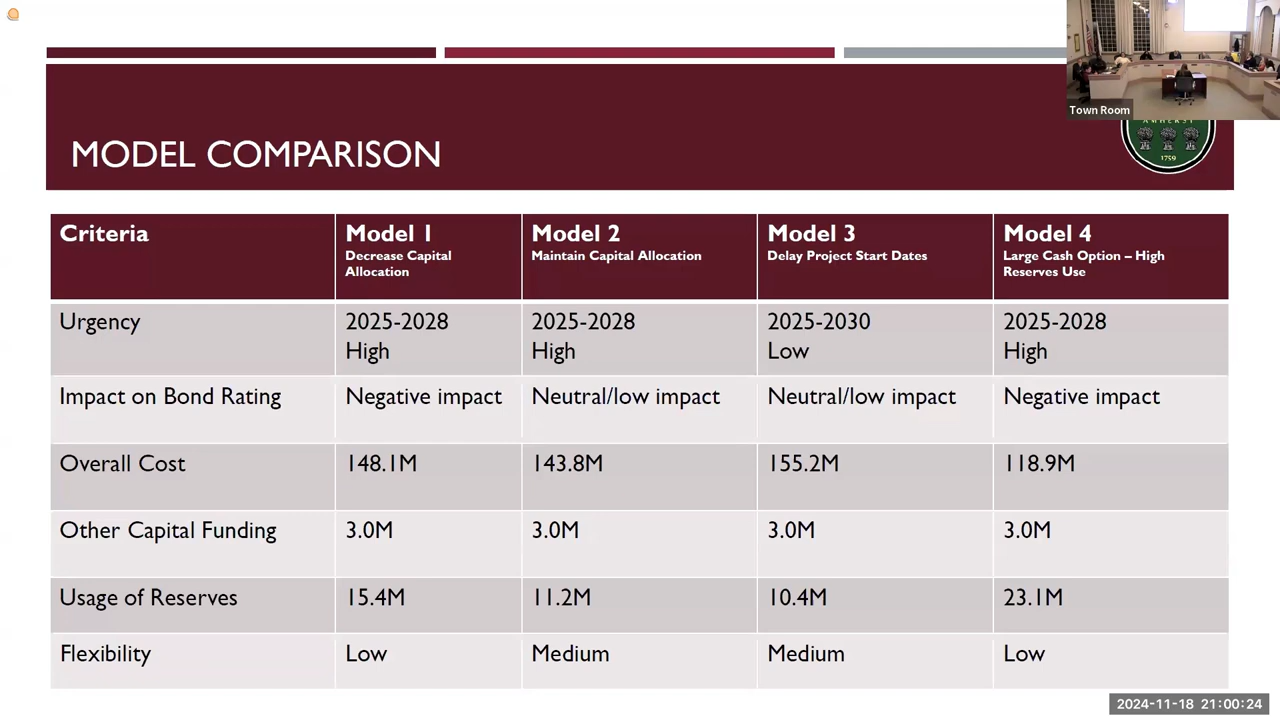 Town Room
AMHERST
1759
MODEL COMPARISON
Criteria
Model 1
Decrease Capital
Allocation
Model 2
Maintain Capital Allocation
Model 3
Delay Project Start Dates
Model 4
Large Cash Option – High
Reserves Use
Urgency
2025-2028
High
2025-2028
High
2025-2030
Low
2025-2028
High
Impact on Bond Rating
Negative impact
Neutral/low impact
Neutral/low impact
Negative impact
Overall Cost
148.1M
143.8M
155.2M
118.9M
Other Capital Funding
3.0M
3.0M
3.0M
3.0M
Usage of Reserves
15.4M
11.2M
10.4M
23.1M
Flexibility
Low
Medium
Medium
Low
2024-11-18 21:00:24